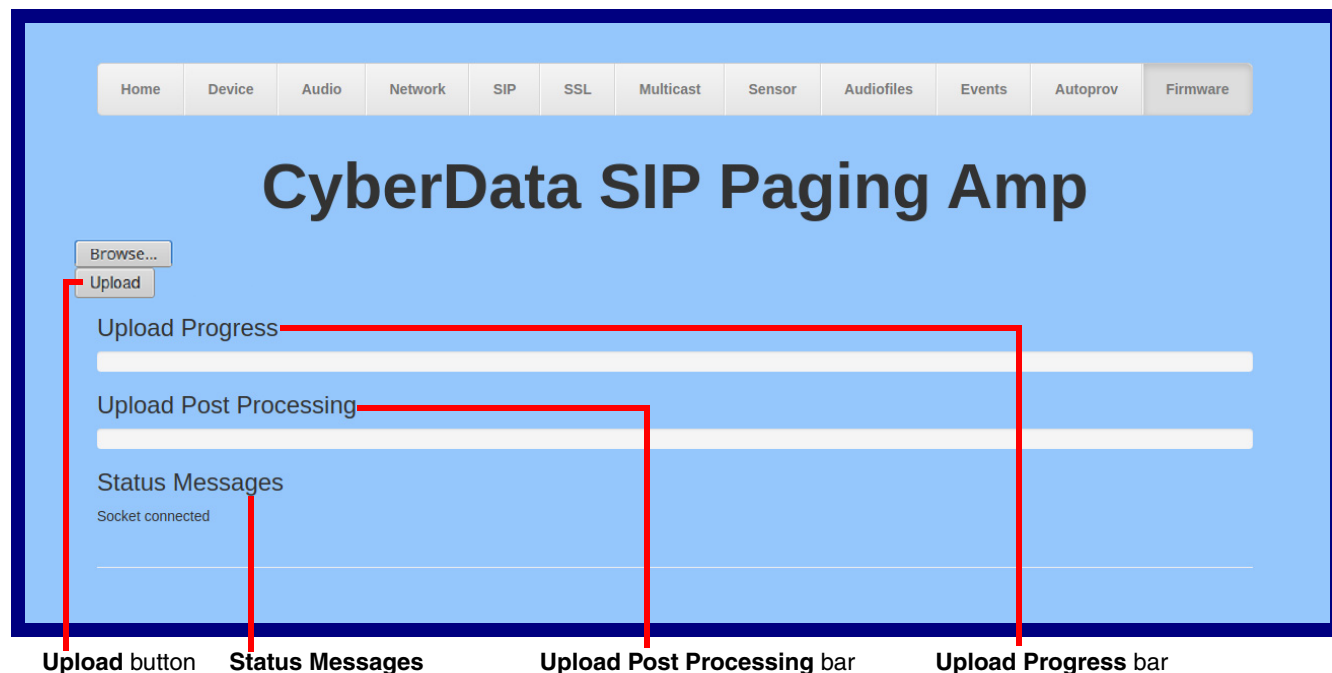 Home Device Audio Network SIP SSL Multicast Sensor Audiofiles Events Autoprov Firmware
CyberData SIP Paging Amp
Browse...
Upload
Upload Progress
Upload Post Processing
Status Messages
Socket connected
Upload button Status Messages Upload Post Processing bar Upload Progress bar